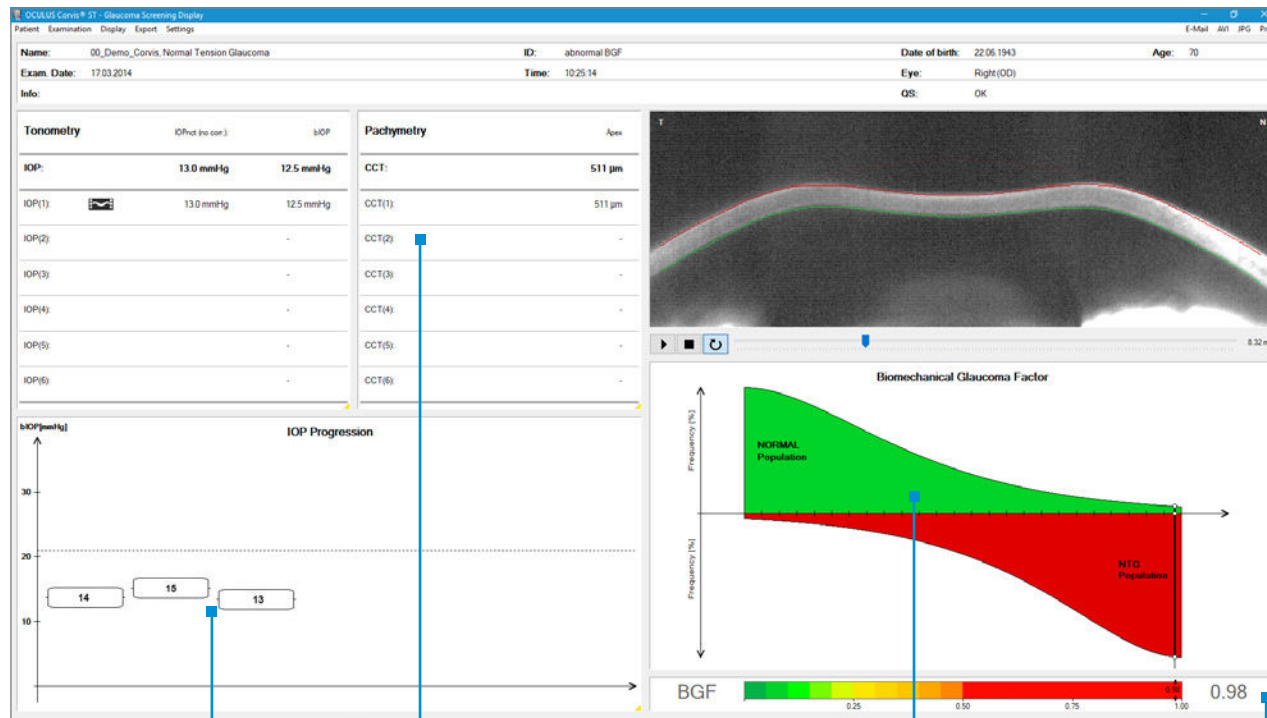 OCULUS Corvis® ST - Glaucoma Screening Display
Patient Examination Display Export Settings
E-Mail AVI JPG
Name: 00_Demo_Corvis, Normal Tension Glaucoma ID: abnormal BGF Date of birth: 22.06.1943 Age: 70
Exam. Date: 17.03.2014 Time: 10:25:14 Eye: Right (OD)
Info: QS: OK
Tonometry IOPnct (no corr.): bIOP
IOP: 13.0 mmHg 12.5 mmHg
IOP(1): 13.0 mmHg 12.5 mmHg
IOP(2): -
IOP(3): -
IOP(4): -
IOP(5): -
IOP(6): -
Pachymetry Apex
CCT: 511 µm
CCT(1): 511 µm
CCT(2): -
CCT(3): -
CCT(4): -
CCT(5): -
CCT(6): -
T N
8.32
bIOP[mmHg]
IOP Progression
30
20
10
14 15 13
Biomechanical Glaucoma Factor
Frequency [%]
NORMAL
Population
Frequency [%]
NTG
Population
BGF 0.98 0.98
0.25 0.50 0.75 1.00